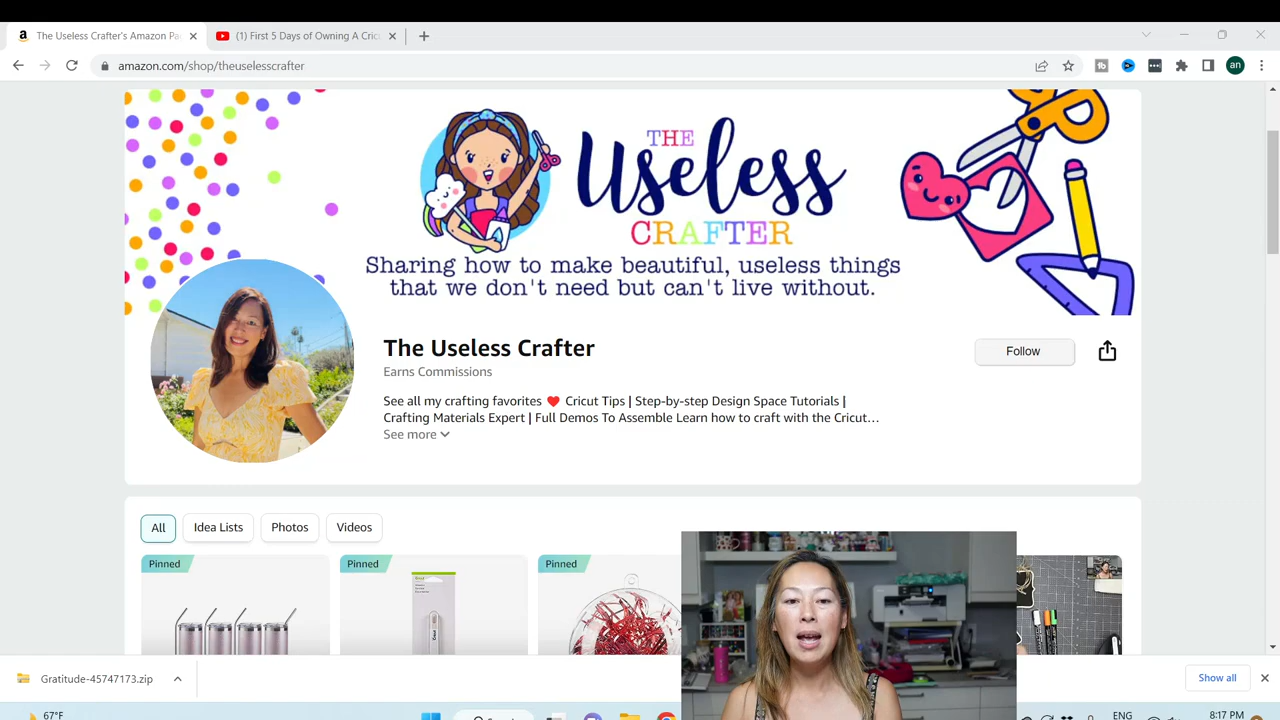 The Useless Crafter's Amazon Pa
(1) First 5 Days of Owning A Cric
amazon.com/shop/theuselesscrafter
an
THE
Useless
CRAFTER
Sharing how to make beautiful, useless things
that we don't need but can't live without.
The Useless Crafter
Earns Commissions
Follow
See all my crafting favorites ❤️ Cricut Tips | Step-by-step Design Space Tutorials |
Crafting Materials Expert | Full Demos To Assemble Learn how to craft with the Cricut…
See more
All
Idea Lists
Photos
Videos
Pinned
Pinned
Pinned
Gratitude-45747173.zip
Show all
67°F
ENG
8:17 PM